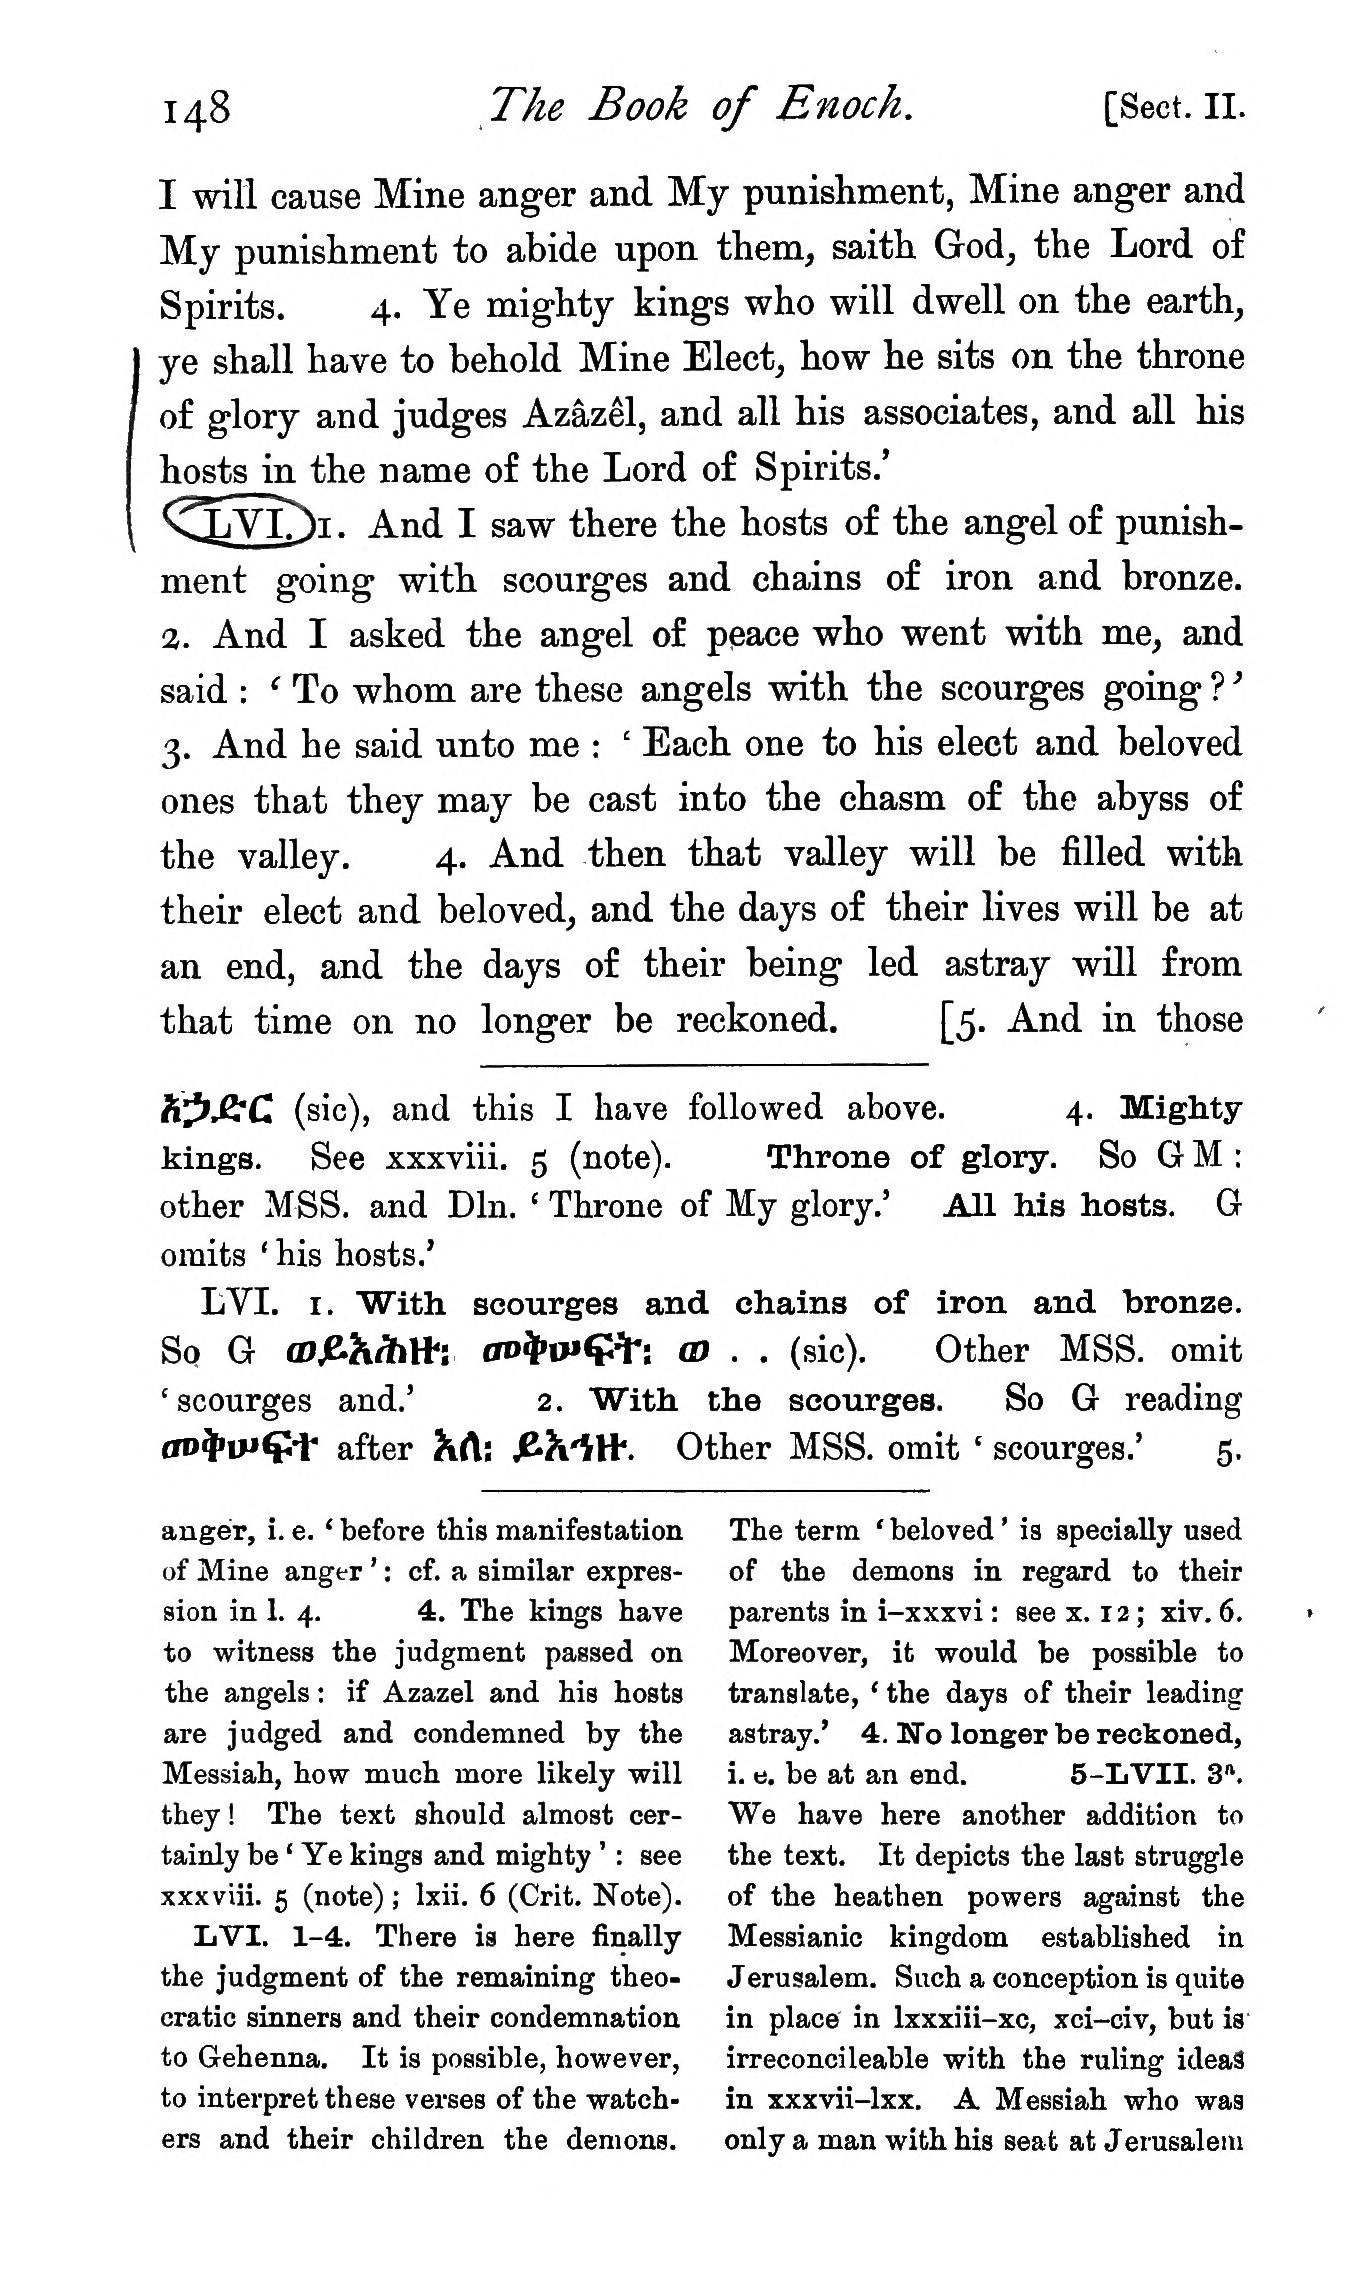 148 The Book of Enoch. [Sect. II.
I will cause Mine anger and My punishment, Mine anger and
My punishment to abide upon them, saith God, the Lord of
Spirits. 4. Ye mighty kings who will dwell on the earth,
ye shall have to behold Mine Elect, how he sits on the throne
of glory and judges Azâzêl, and all his associates, and all his
hosts in the name of the Lord of Spirits.’
LVI. 1. And I saw there the hosts of the angel of punish-
ment going with scourges and chains of iron and bronze.
2. And I asked the angel of peace who went with me, and
said : ‘To whom are these angels with the scourges going?’
3. And he said unto me : ‘Each one to his elect and beloved
ones that they may be cast into the chasm of the abyss of
the valley. 4. And then that valley will be filled with
their elect and beloved, and the days of their lives will be at
an end, and the days of their being led astray will from
that time on no longer be reckoned. [5. And in those
አኃድር (sic), and this I have followed above. 4. Mighty
kings. See xxxviii. 5 (note). Throne of glory. So G M :
other MSS. and Dln. ‘Throne of My glory.’ All his hosts. G
omits ‘his hosts.’
LVI. 1. With scourges and chains of iron and bronze.
So G ወይእሕዙ፡ መቅሠፍት፡ ወ . . (sic). Other MSS. omit
‘scourges and.’ 2. With the scourges. So G reading
መቅሠፍተ after እለ፡ ይእኅዙ. Other MSS. omit ‘scourges.’ 5.
anger, i. e. ‘before this manifestation
of Mine anger’: cf. a similar expres-
sion in l. 4. 4. The kings have
to witness the judgment passed on
the angels : if Azazel and his hosts
are judged and condemned by the
Messiah, how much more likely will
they! The text should almost cer-
tainly be ‘Ye kings and mighty’ : see
xxxviii. 5 (note) ; lxii. 6 (Crit. Note).
LVI. 1–4. There is here finally
the judgment of the remaining theo-
cratic sinners and their condemnation
to Gehenna. It is possible, however,
to interpret these verses of the watch-
ers and their children the demons.
The term ‘beloved’ is specially used
of the demons in regard to their
parents in i–xxxvi : see x. 12 ; xiv. 6.
Moreover, it would be possible to
translate, ‘the days of their leading
astray.’ 4. No longer be reckoned,
i. e. be at an end. 5–LVII. 3ª.
We have here another addition to
the text. It depicts the last struggle
of the heathen powers against the
Messianic kingdom established in
Jerusalem. Such a conception is quite
in place in lxxxiii–xc, xci–civ, but is
irreconcileable with the ruling ideas
in xxxvii–lxx. A Messiah who was
only a man with his seat at Jerusalem